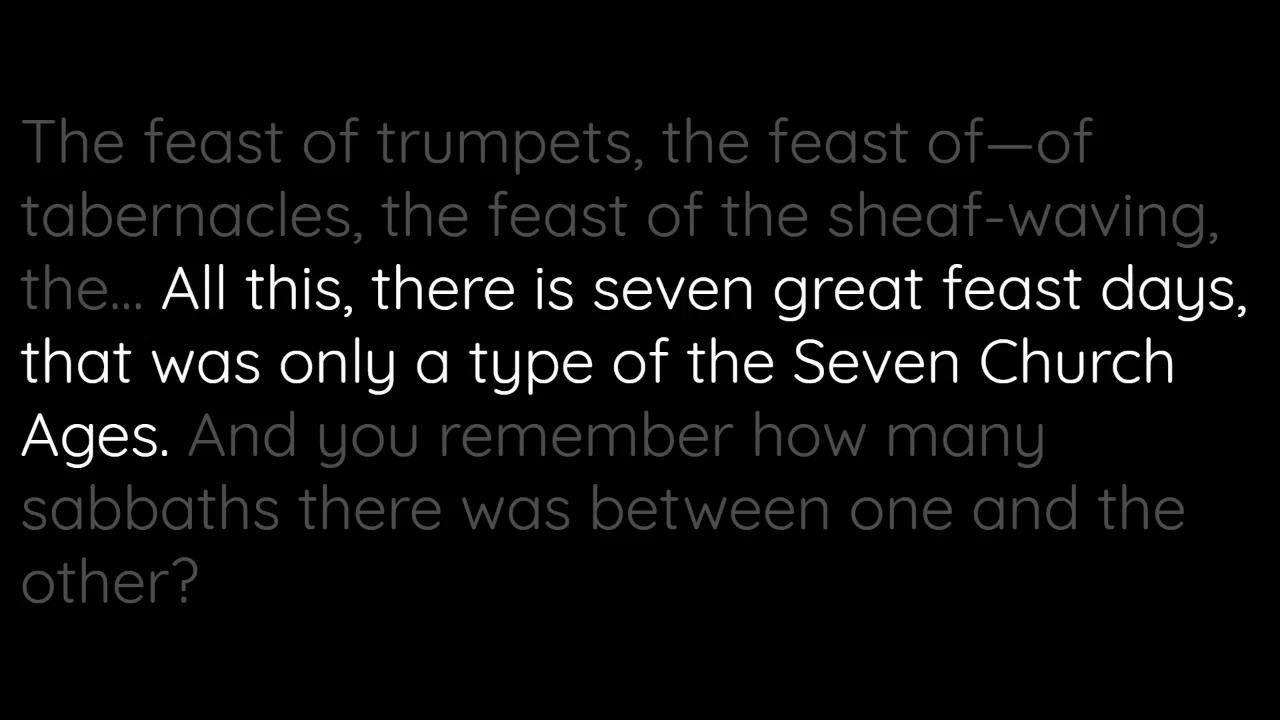 The feast of trumpets, the feast of—of
tabernacles, the feast of the sheaf-waving,
the... All this, there is seven great feast days,
that was only a type of the Seven Church
Ages. And you remember how many
sabbaths there was between one and the
other?